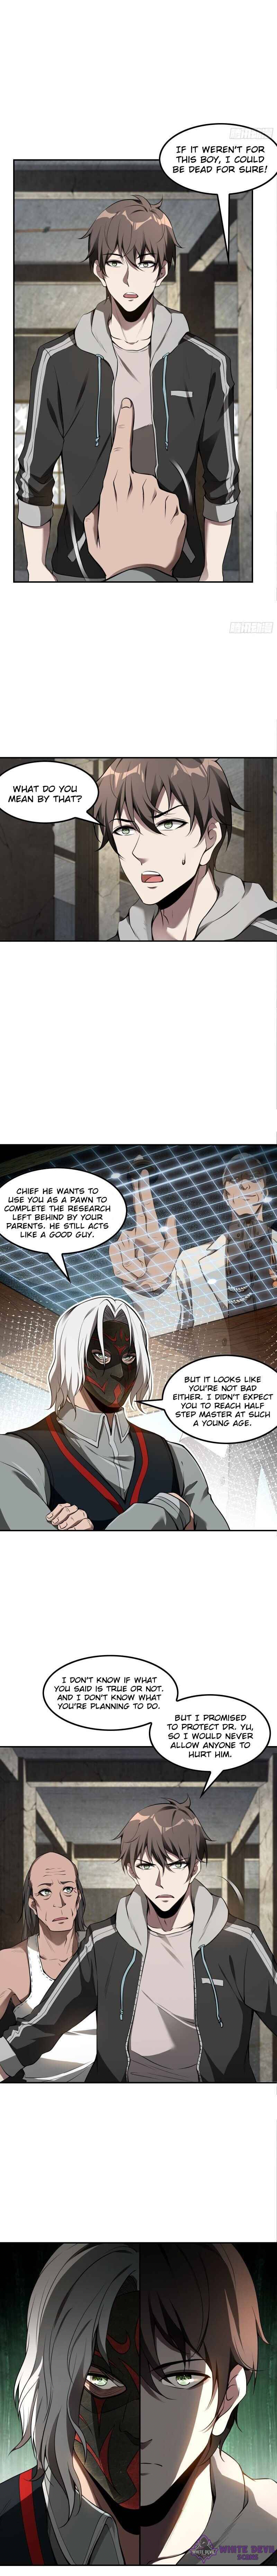 IF IT WEREN'T FOR
THIS BOY, I COULD
BE DEAD FOR SURE!
WHAT DO YOU
MEAN BY THAT?
CHIEF HE WANTS TO
USE YOU AS A PAWN TO
COMPLETE THE RESEARCH
LEFT BEHIND BY YOUR
PARENTS. HE STILL ACTS
LIKE A GOOD GUY.
BUT IT LOOKS LIKE
YOU'RE NOT BAD
EITHER. I DIDN'T EXPECT
YOU TO REACH HALF
STEP MASTER AT SUCH
A YOUNG AGE.
I DON'T KNOW IF WHAT
YOU SAID IS TRUE OR NOT.
AND I DON'T KNOW WHAT
YOU'RE PLANNING TO DO.
BUT I PROMISED
TO PROTECT DR. YU,
SO I WOULD NEVER
ALLOW ANYONE TO
HURT HIM.
WHITE DEVIL
SCANS